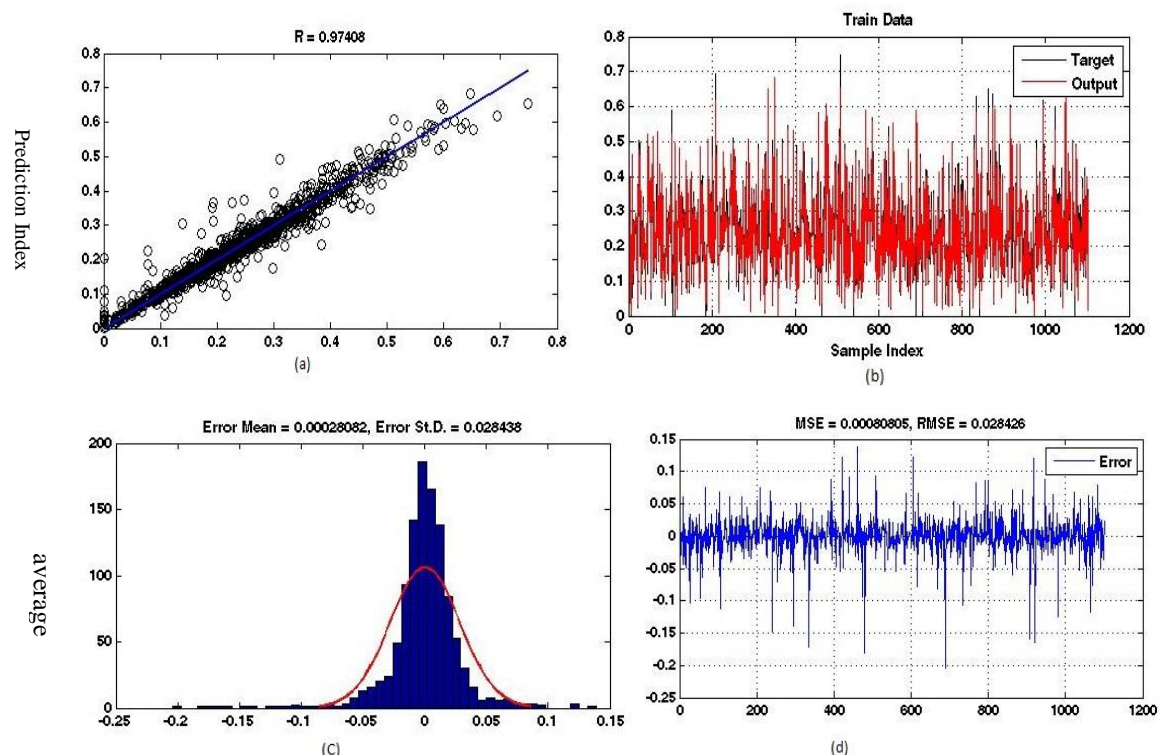 R = 0.97408
Prediction Index
0.8
0.7
0.6
0.5
0.4
0.3
0.2
0.1
0
0 0.1 0.2 0.3 0.4 0.5 0.6 0.7 0.8
(a)
Train Data
Target
Output
0.8
0.7
0.6
0.5
0.4
0.3
0.2
0.1
0
0 200 400 600 800 1000 1200
Sample Index
(b)
Error Mean = 0.00028082, Error St.D. = 0.028438
average
200
150
100
50
0
-0.25 -0.2 -0.15 -0.1 -0.05 0 0.05 0.1 0.15
(C)
MSE = 0.00080805, RMSE = 0.028426
Error
0.15
0.1
0.05
0
-0.05
-0.1
-0.15
-0.2
-0.25
0 200 400 600 800 1000 1200
(d)